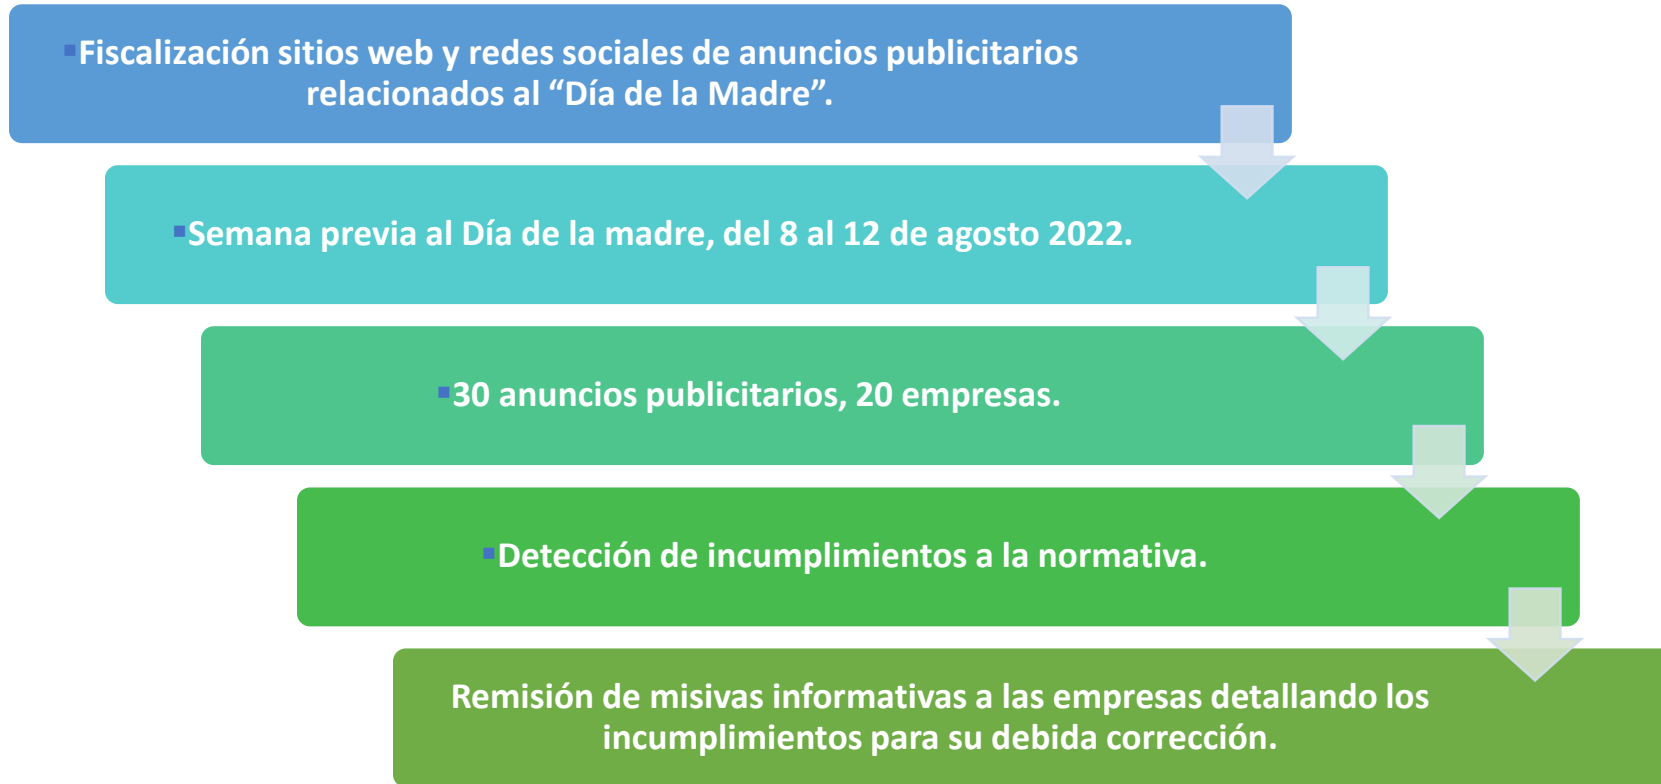 ▪Fiscalización sitios web y redes sociales de anuncios publicitarios
relacionados al “Día de la Madre”.
▪Semana previa al Día de la madre, del 8 al 12 de agosto 2022.
▪30 anuncios publicitarios, 20 empresas.
▪Detección de incumplimientos a la normativa.
Remisión de misivas informativas a las empresas detallando los
incumplimientos para su debida corrección.